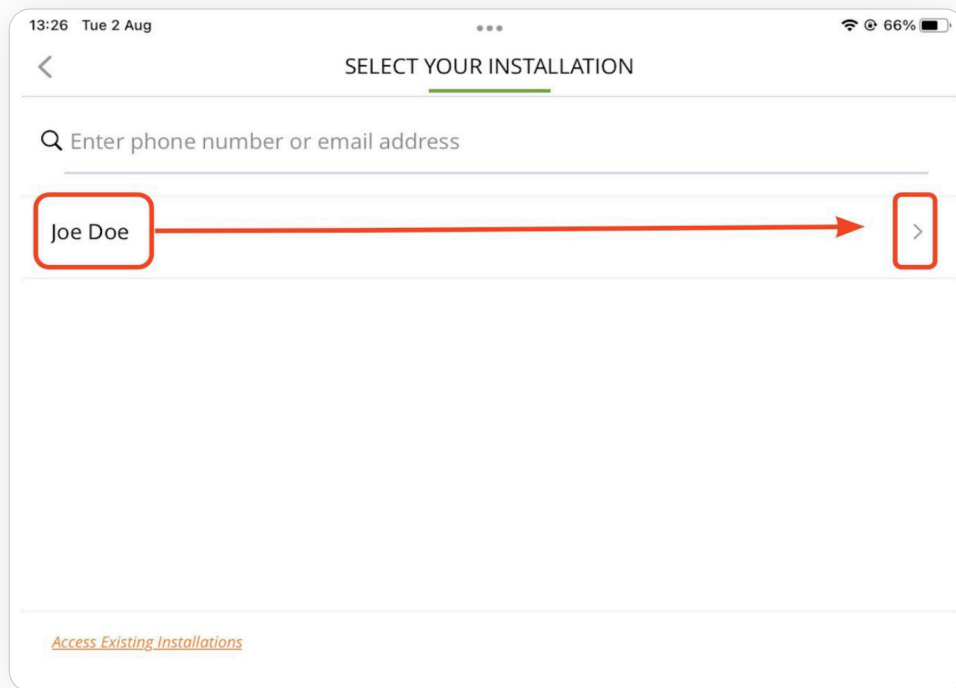 13:26 Tue 2 Aug 66%
SELECT YOUR INSTALLATION
Enter phone number or email address
Joe Doe
Access Existing Installations